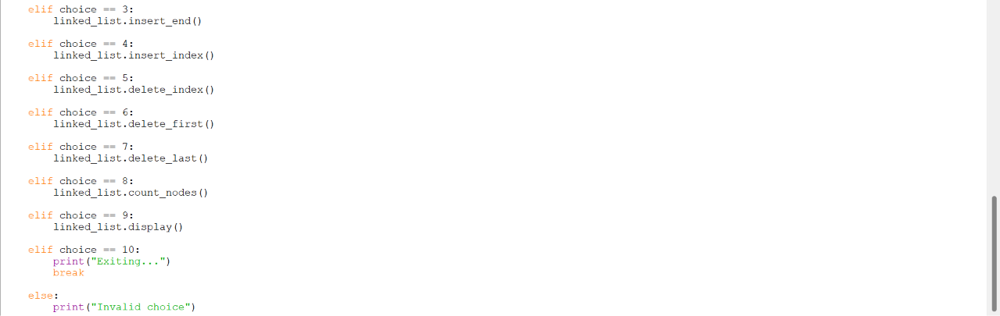 elif choice == 3:
linked_list.insert_end()
elif choice == 4:
linked_list.insert_index()
elif choice == 5:
linked_list.delete_index()
elif choice == 6:
linked_list.delete_first()
elif choice == 7:
linked_list.delete_last()
elif choice == 8:
linked_list.count_nodes()
elif choice == 9:
linked_list.display()
elif choice == 10:
print("Exiting...")
break
else:
print("Invalid choice")